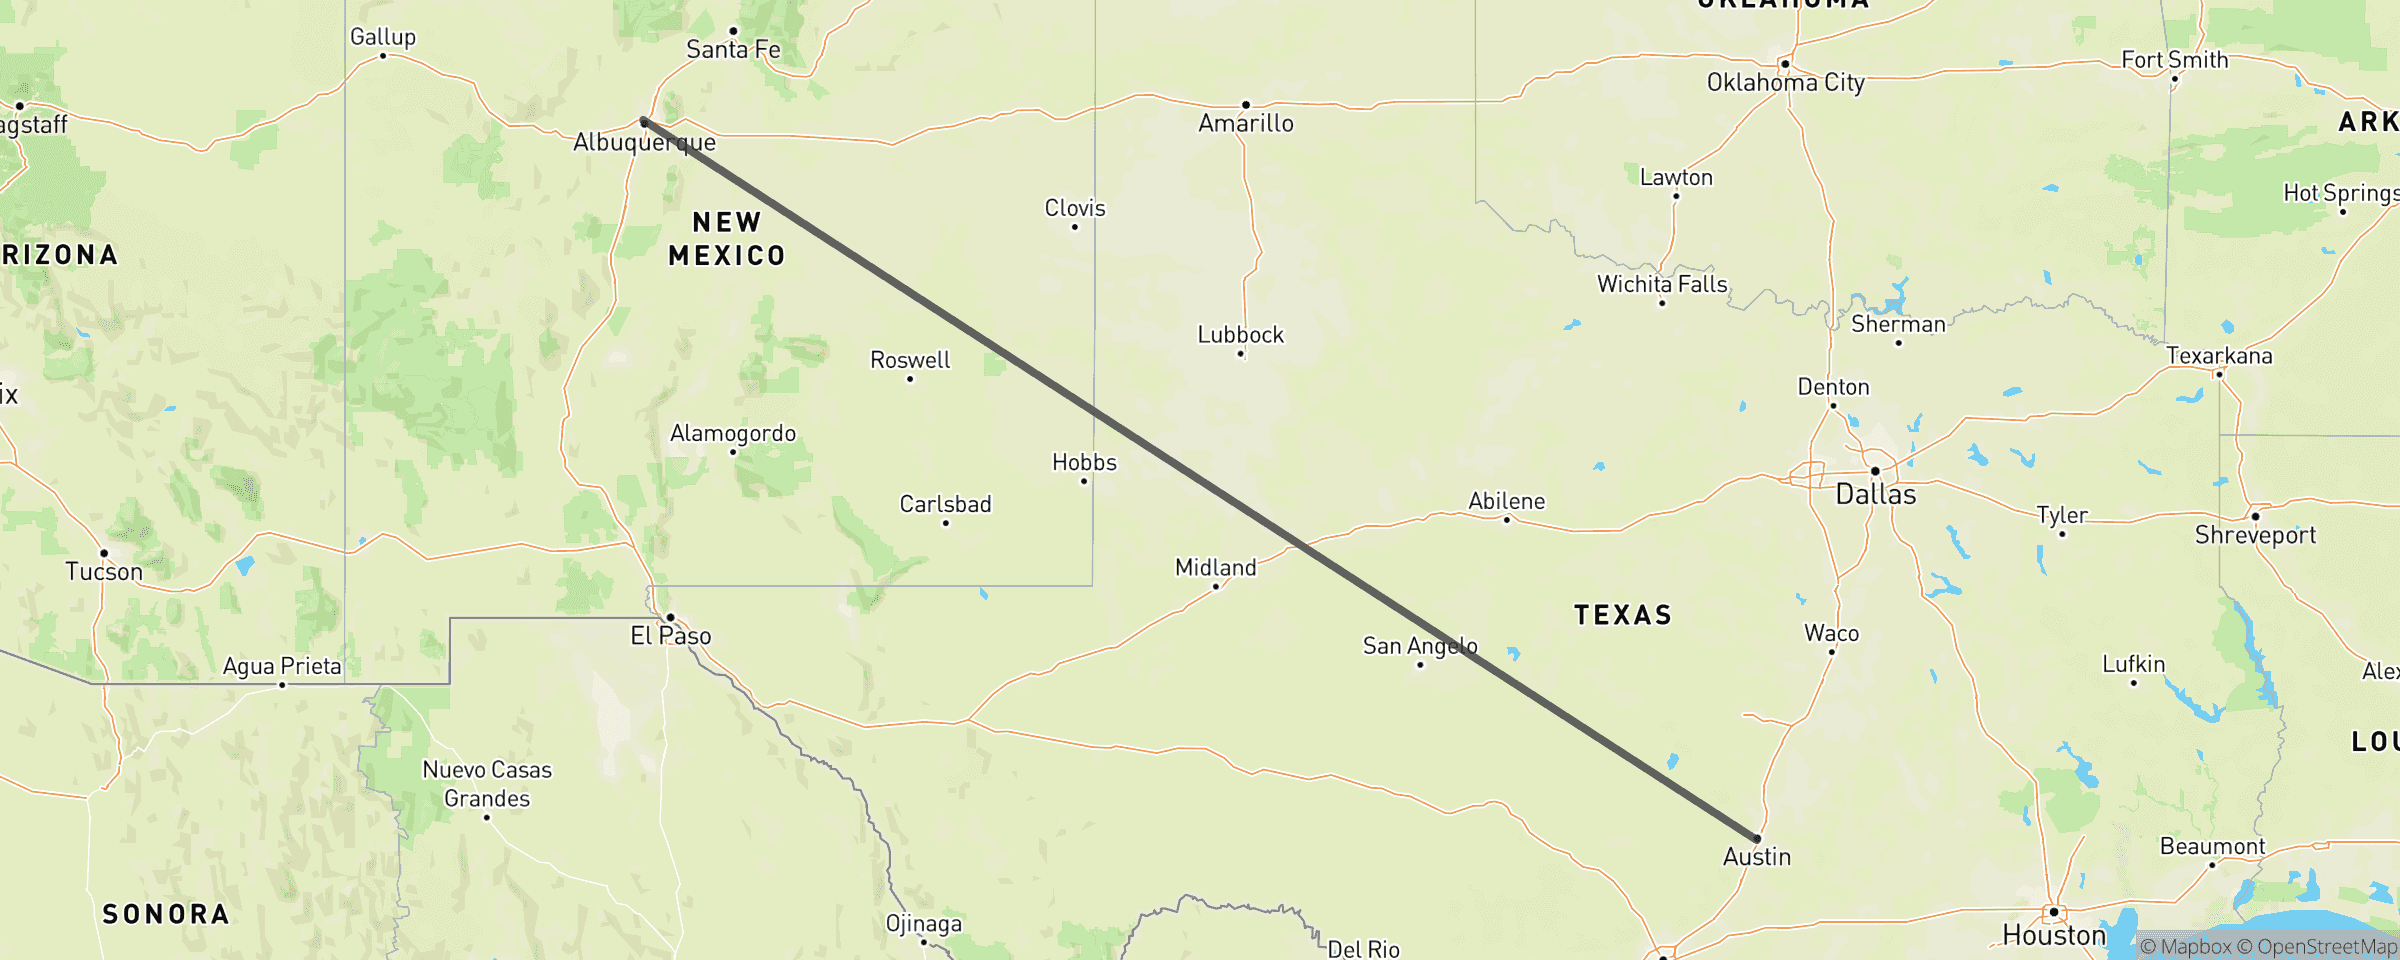 OKLAHOMA
Gallup
Santa Fe
Fort Smith
Oklahoma City
agstaff
Amarillo
ARK
Albuquerque
Lawton
Hot Springs
Clovis
NEW
MEXICO
RIZONA
Wichita Falls
Sherman
Lubbock
Texarkana
Roswell
Denton
ix
Alamogordo
Hobbs
Dallas
Carlsbad
Abilene
Tyler
Shreveport
Tucson
Midland
TEXAS
El Paso
Waco
San Angelo
Agua Prieta
Lufkin
Alex
LOU
Nuevo Casas
Grandes
Beaumont
Austin
SONORA
Ojinaga
Houston
Del Rio
© Mapbox © OpenStreetMap